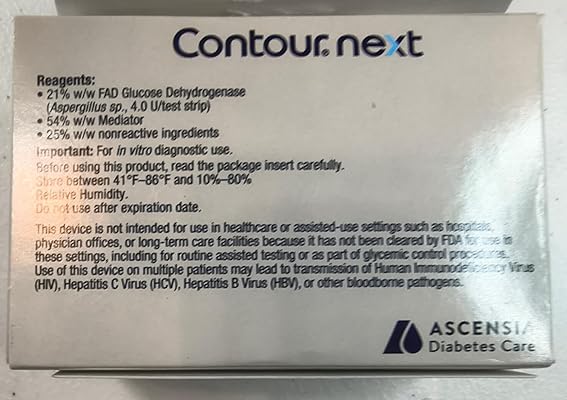 Contour® next
Reagents:
• 21% w/w FAD Glucose Dehydrogenase
(Aspergillus sp., 4.0 U/test strip)
• 54% w/w Mediator
• 25% w/w nonreactive ingredients
Important: For in vitro diagnostic use.
Before using this product, read the package insert carefully.
Store between 41°F–86°F and 10%–80%
Relative Humidity.
Do not use after expiration date.
This device is not intended for use in healthcare or assisted-use settings such as hospitals,
physician offices, or long-term care facilities because it has not been cleared by FDA for use in
these settings, including for routine assisted testing or as part of glycemic control procedures.
Use of this device on multiple patients may lead to transmission of Human Immunodeficiency Virus
(HIV), Hepatitis C Virus (HCV), Hepatitis B Virus (HBV), or other bloodborne pathogens.
ASCENSIA
Diabetes Care